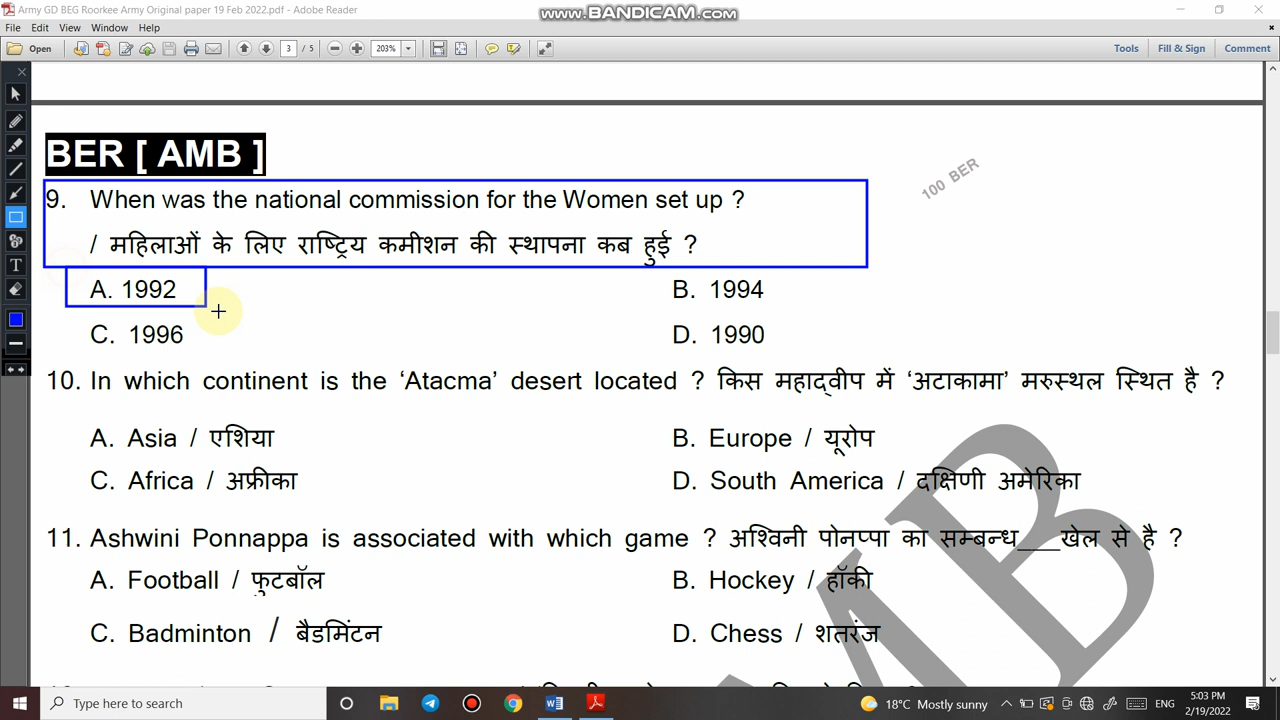 Army GD BEG Roorkee Army Original paper 19 Feb 2022.pdf - Adobe Reader
www.BANDICAM.com
File Edit View Window Help
Open 3 / 5 203% Tools Fill & Sign Comment
BER [ AMB ]
100 BER
9. When was the national commission for the Women set up ?
/ महिलाओं के लिए राष्ट्रिय कमीशन की स्थापना कब हुई ?
A. 1992 B. 1994
C. 1996 D. 1990
10. In which continent is the ‘Atacma’ desert located ? किस महाद्वीप में ‘अटाकामा’ मरुस्थल स्थित है ?
A. Asia / एशिया B. Europe / यूरोप
C. Africa / अफ्रीका D. South America / दक्षिणी अमेरिका
11. Ashwini Ponnappa is associated with which game ? अश्विनी पोनप्पा का सम्बन्ध___खेल से है ?
A. Football / फुटबॉल B. Hockey / हॉकी
C. Badminton / बैडमिंटन D. Chess / शतरंज
Type here to search 18°C Mostly sunny ENG 5:03 PM
2/19/2022